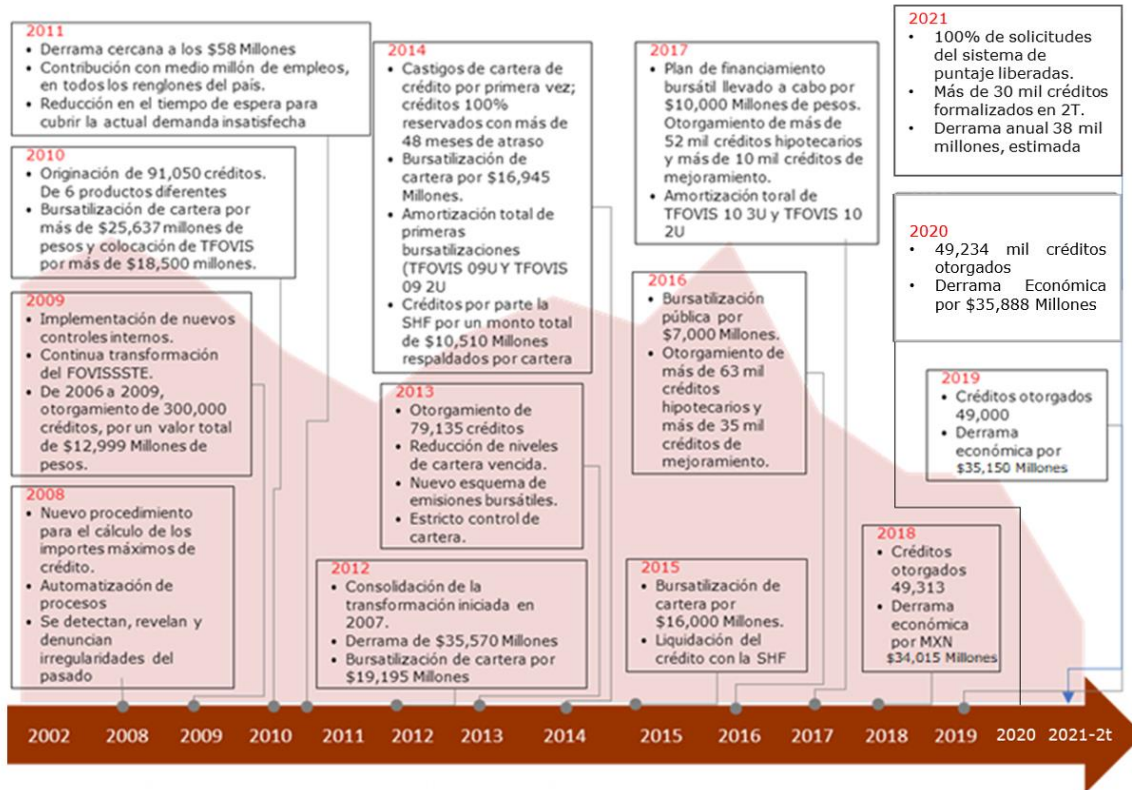 2011
• Derrama cercana a los $58 Millones
• Contribución con medio millón de empleos,
en todos los renglones del país.
• Reducción en el tiempo de espera para
cubrir la actual demanda insatisfecha
2010
• Originación de 91,050 créditos.
De 6 productos diferentes
• Bursatilización de cartera por
más de $25,637 millones de
pesos y colocación de TFOVIS
por más de $18,500 millones.
2009
• Implementación de nuevos
controles internos.
• Continua transformación
del FOVISSSTE.
• De 2006 a 2009,
otorgamiento de 300,000
créditos, por un valor total
de $12,999 Millones de
pesos.
2008
• Nuevo procedimiento
para el cálculo de los
importes máximos de
crédito.
• Automatización de
procesos
• Se detectan, revelan y
denuncian
irregularidades del
pasado
2014
• Castigos de cartera de
crédito por primera vez;
créditos 100%
reservados con más de
48 meses de atraso
• Bursatilización de
cartera por $16,945
Millones.
• Amortización total de
primeras
bursatilizaciones
(TFOVIS 09U Y TFOVIS
09 2U
• Créditos por parte la
SHF por un monto total
de $10,510 Millones
respaldados por cartera
2013
• Otorgamiento de
79,135 créditos
• Reducción de niveles
de cartera vencida.
• Nuevo esquema de
emisiones bursátiles.
• Estricto control de
cartera.
2012
• Consolidación de la
transformación iniciada en
2007.
• Derrama de $35,570 Millones
• Bursatilización de cartera por
$19,195 Millones
2017
• Plan de financiamiento
bursátil llevado a cabo por
$10,000 Millones de pesos.
Otorgamiento de más de
52 mil créditos hipotecarios
y más de 10 mil créditos de
mejoramiento.
• Amortización toral de
TFOVIS 10 3U y TFOVIS 10
2U
2016
• Bursatilización
pública por
$7,000 Millones.
• Otorgamiento de
más de 63 mil
créditos
hipotecarios y
más de 35 mil
créditos de
mejoramiento.
2015
• Bursatilización de
cartera por
$16,000 Millones.
• Liquidación del
crédito con la SHF
2021
• 100% de solicitudes
del sistema de
puntaje liberadas.
• Más de 30 mil créditos
formalizados en 2T.
• Derrama anual 38 mil
millones, estimada
2020
• 49,234 mil créditos
otorgados
• Derrama Económica
por $35,888 Millones
2019
• Créditos otorgados
49,000
• Derrama
económica por
$35,150 Millones
2018
• Créditos
otorgados
49,313
• Derrama
económica
por MXN
$34,015 Millones
2002 2008 2009 2010 2011 2012 2013 2014 2015 2016 2017 2018 2019 2020 2021-2t